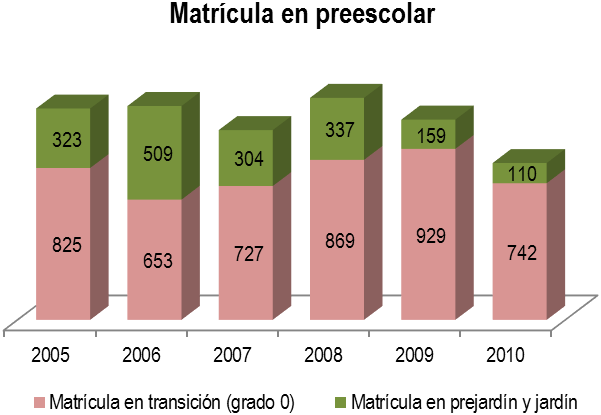 Matrícula en preescolar
323 509 304 337 159 110
825 653 727 869 929 742
2005 2006 2007 2008 2009 2010
Matrícula en transición (grado 0) Matrícula en prejardín y jardín